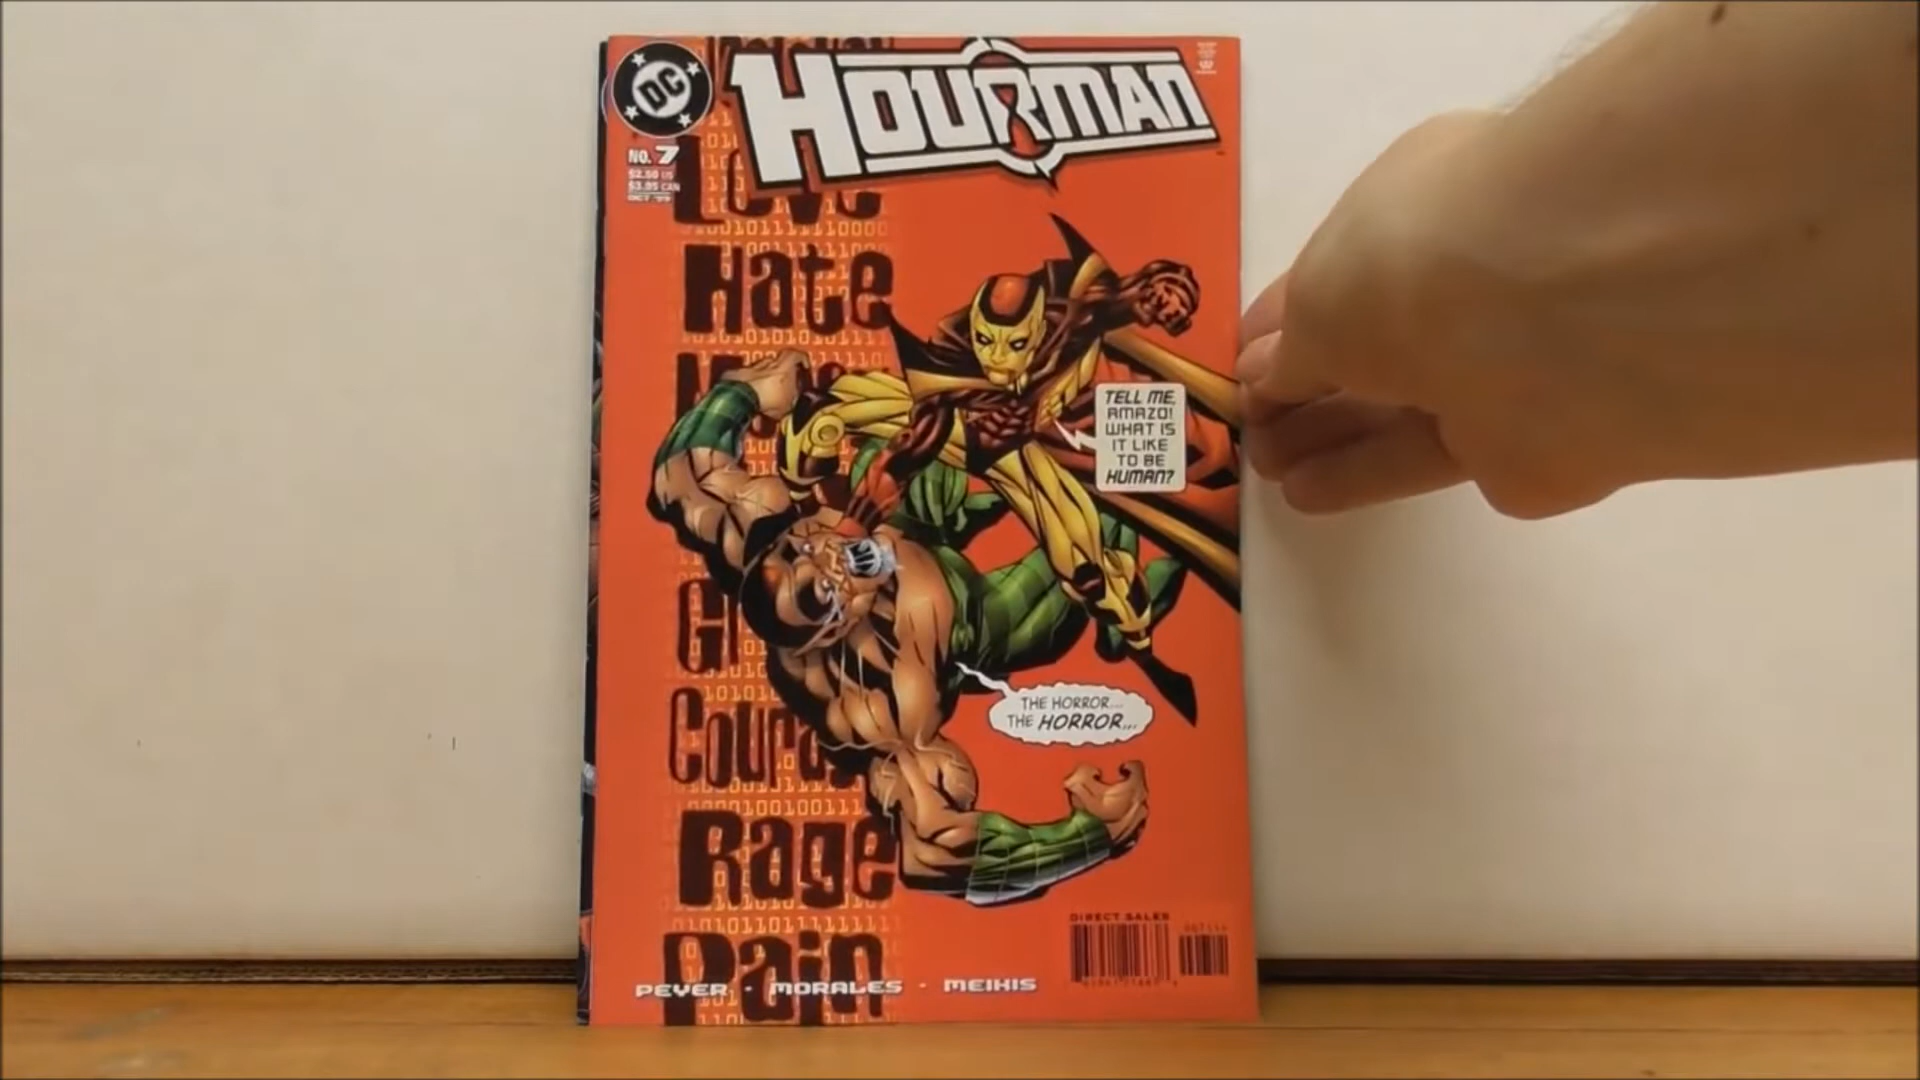 DC
HOURMAN
NO. 7
$2.50 US
$3.95 CAN
OCT '99
Love
Hate
TELL ME,
AMAZO!
WHAT IS
IT LIKE
TO BE
HUMAN?
THE HORROR...
THE HORROR...
Rage
Pain
DIRECT SALES
PEYER · MORALES · MEIKIS